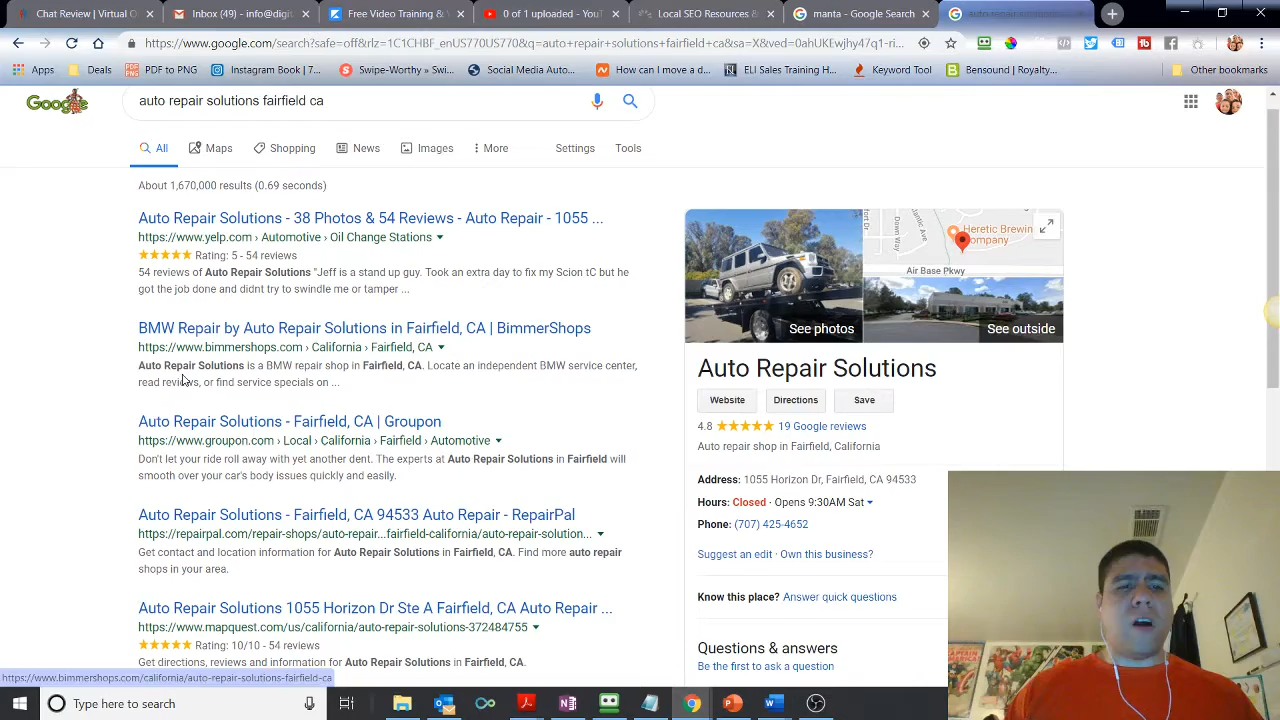 Chat Review | Virtual O
Inbox (49) - infor
Free Video Training & V
0 of 1 uploaded - YouT
Local SEO Resources &
manta - Google Search
auto repair
https://www.google.com/search?safe=off&rlz=1C1CHBF_enUS770US770&q=auto+repair+solutions+fairfield+ca&sa=X&ved=0ahUKEwjhy47q1-ri...
Apps
Deals
PDF to PNG
Instagram Book | 7...
Swipe-Worthy » Swi...
Social Media Autho...
How can I move a d...
ELI Sales Training H...
Keyword Tool
Bensound | Royalty...
Other bookmarks
Google
auto repair solutions fairfield ca
All
Maps
Shopping
News
Images
More
Settings
Tools
About 1,670,000 results (0.69 seconds)
Auto Repair Solutions - 38 Photos & 54 Reviews - Auto Repair - 1055 ...
https://www.yelp.com › Automotive › Oil Change Stations
Rating: 5 - 54 reviews
54 reviews of Auto Repair Solutions "Jeff is a stand up guy. Took an extra day to fix my Scion tC but he
got the job done and didnt try to swindle me or tamper ...
BMW Repair by Auto Repair Solutions in Fairfield, CA | BimmerShops
https://www.bimmershops.com › California › Fairfield, CA
Auto Repair Solutions is a BMW repair shop in Fairfield, CA. Locate an independent BMW service center,
read reviews, or find service specials on ...
Auto Repair Solutions - Fairfield, CA | Groupon
https://www.groupon.com › Local › California › Fairfield › Automotive
Don't let your ride roll away with yet another dent. The experts at Auto Repair Solutions in Fairfield will
smooth over your car's body issues quickly and easily.
Auto Repair Solutions - Fairfield, CA 94533 Auto Repair - RepairPal
https://repairpal.com/repair-shops/auto-repair...fairfield-california/auto-repair-solution...
Get contact and location information for Auto Repair Solutions in Fairfield, CA. Find more auto repair
shops in your area.
Auto Repair Solutions 1055 Horizon Dr Ste A Fairfield, CA Auto Repair ...
https://www.mapquest.com/us/california/auto-repair-solutions-372484755
Rating: 10/10 - 54 reviews
Get directions, reviews and information for Auto Repair Solutions in Fairfield, CA.
https://www.bimmershops.com/california/auto-repair-solutions-fairfield-ca
Heretic Brewin
ompany
Air Base Pkwy
See photos
See outside
Auto Repair Solutions
Website
Directions
Save
4.8 19 Google reviews
Auto repair shop in Fairfield, California
Address: 1055 Horizon Dr, Fairfield, CA 94533
Hours: Closed · Opens 9:30AM Sat
Phone: (707) 425-4652
Suggest an edit · Own this business?
Know this place? Answer quick questions
Questions & answers
Be the first to ask a question
CAPTAIN
AMERICA
Type here to search